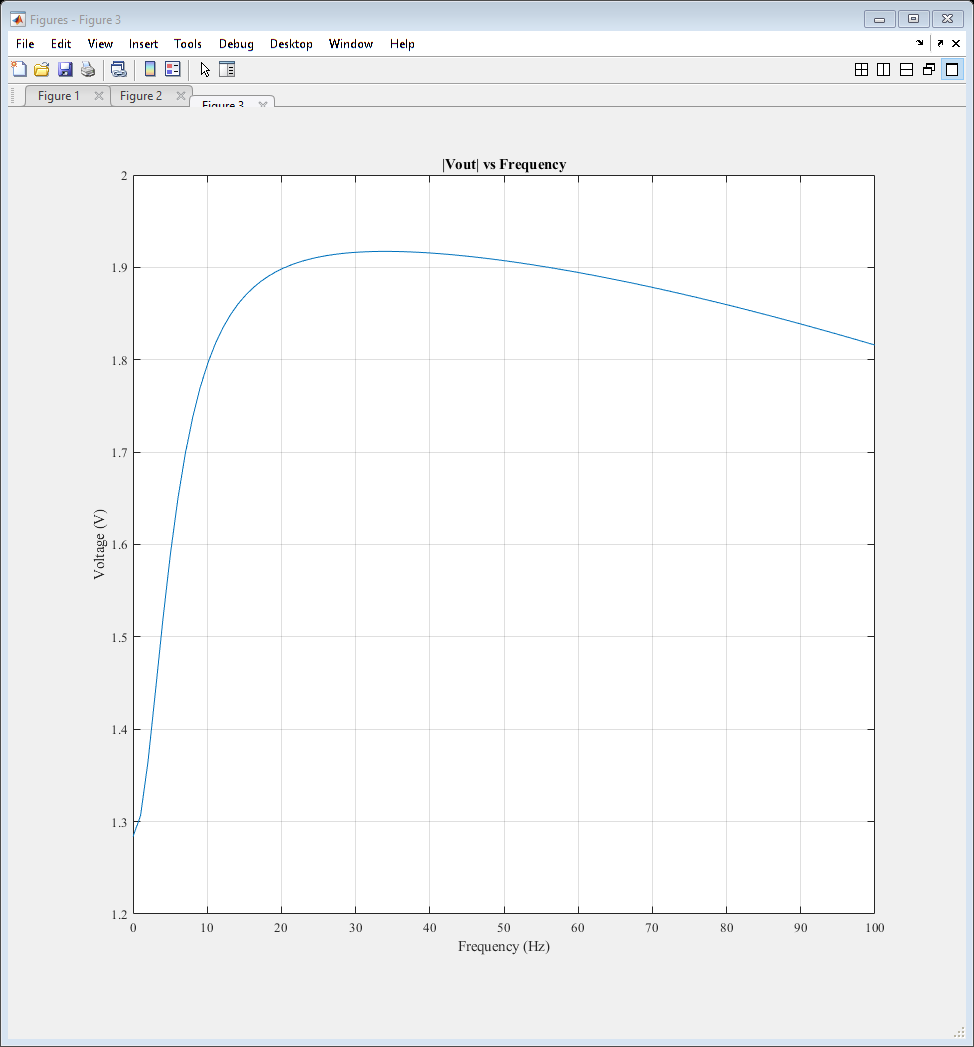 Figures - Figure 3
File Edit View Insert Tools Debug Desktop Window Help
Figure 1 Figure 2 Figure 3
|Vout| vs Frequency
2
1.9
1.8
1.7
1.6
1.5
1.4
1.3
1.2
Voltage (V)
0 10 20 30 40 50 60 70 80 90 100
Frequency (Hz)